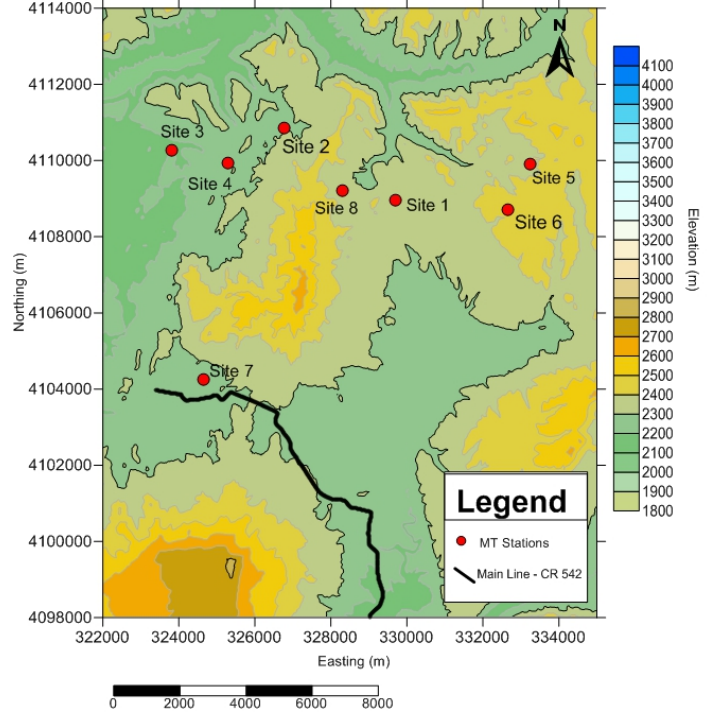 4114000
4112000
4110000
4108000
4106000
4104000
4102000
4100000
4098000
Northing (m)
N
Site 3
Site 2
Site 4
Site 5
Site 8
Site 1
Site 6
Site 7
Legend
MT Stations
Main Line - CR 542
322000 324000 326000 328000 330000 332000 334000
Easting (m)
0 2000 4000 6000 8000
4100
4000
3900
3800
3700
3600
3500
3400
3300
3200
3100
3000
2900
2800
2700
2600
2500
2400
2300
2200
2100
2000
1900
1800
Elevation (m)